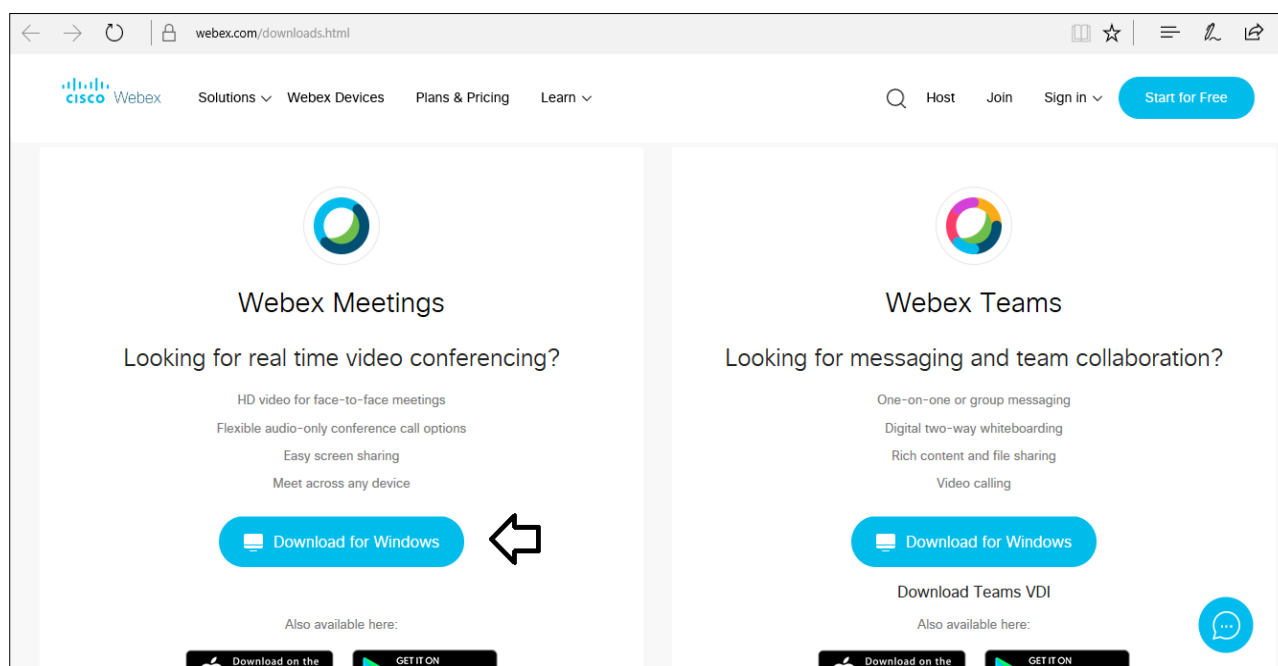 webex.com/downloads.html
cisco Webex Solutions Webex Devices Plans & Pricing Learn Host Join Sign in Start for Free
Webex Meetings
Looking for real time video conferencing?
HD video for face-to-face meetings
Flexible audio-only conference call options
Easy screen sharing
Meet across any device
Download for Windows
Also available here:
Download on the
GET IT ON
Webex Teams
Looking for messaging and team collaboration?
One-on-one or group messaging
Digital two-way whiteboarding
Rich content and file sharing
Video calling
Download for Windows
Download Teams VDI
Also available here:
Download on the
GET IT ON